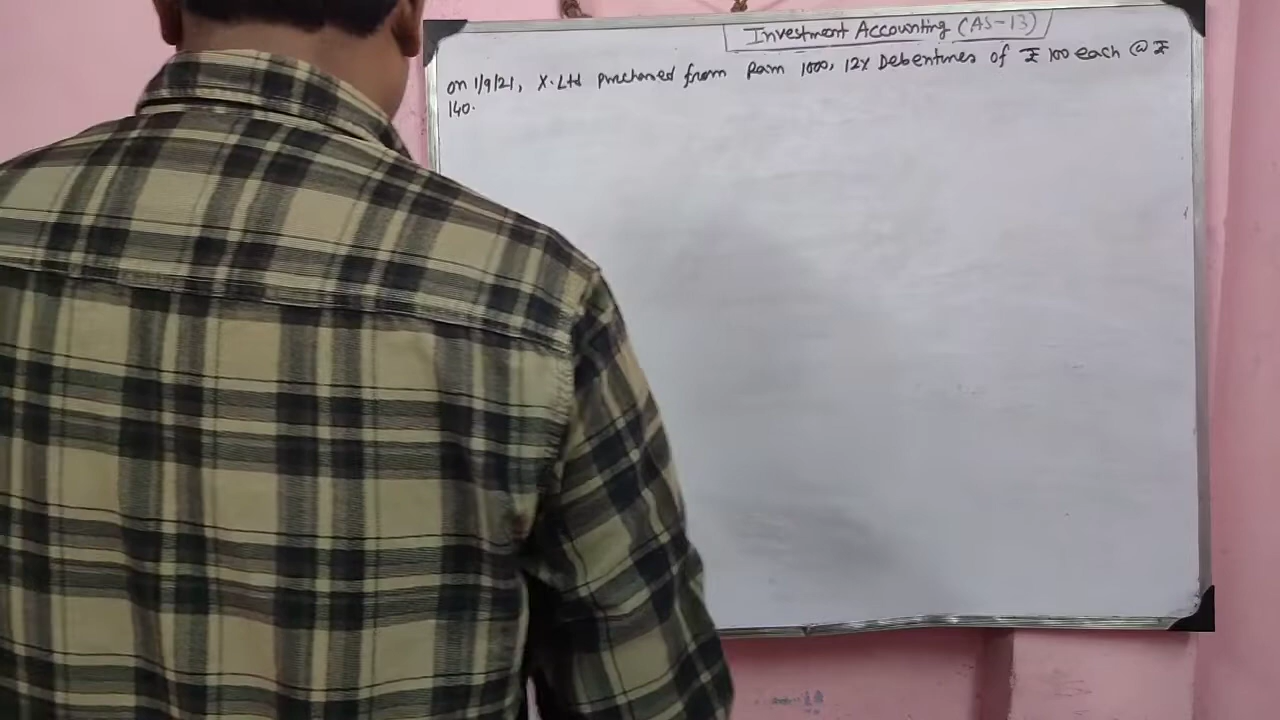 Investment Accounting (AS-13)
on 1/9/21, X.Ltd purchased from Ram 1000, 12% Debentures of ₹ 100 each @ ₹
140.